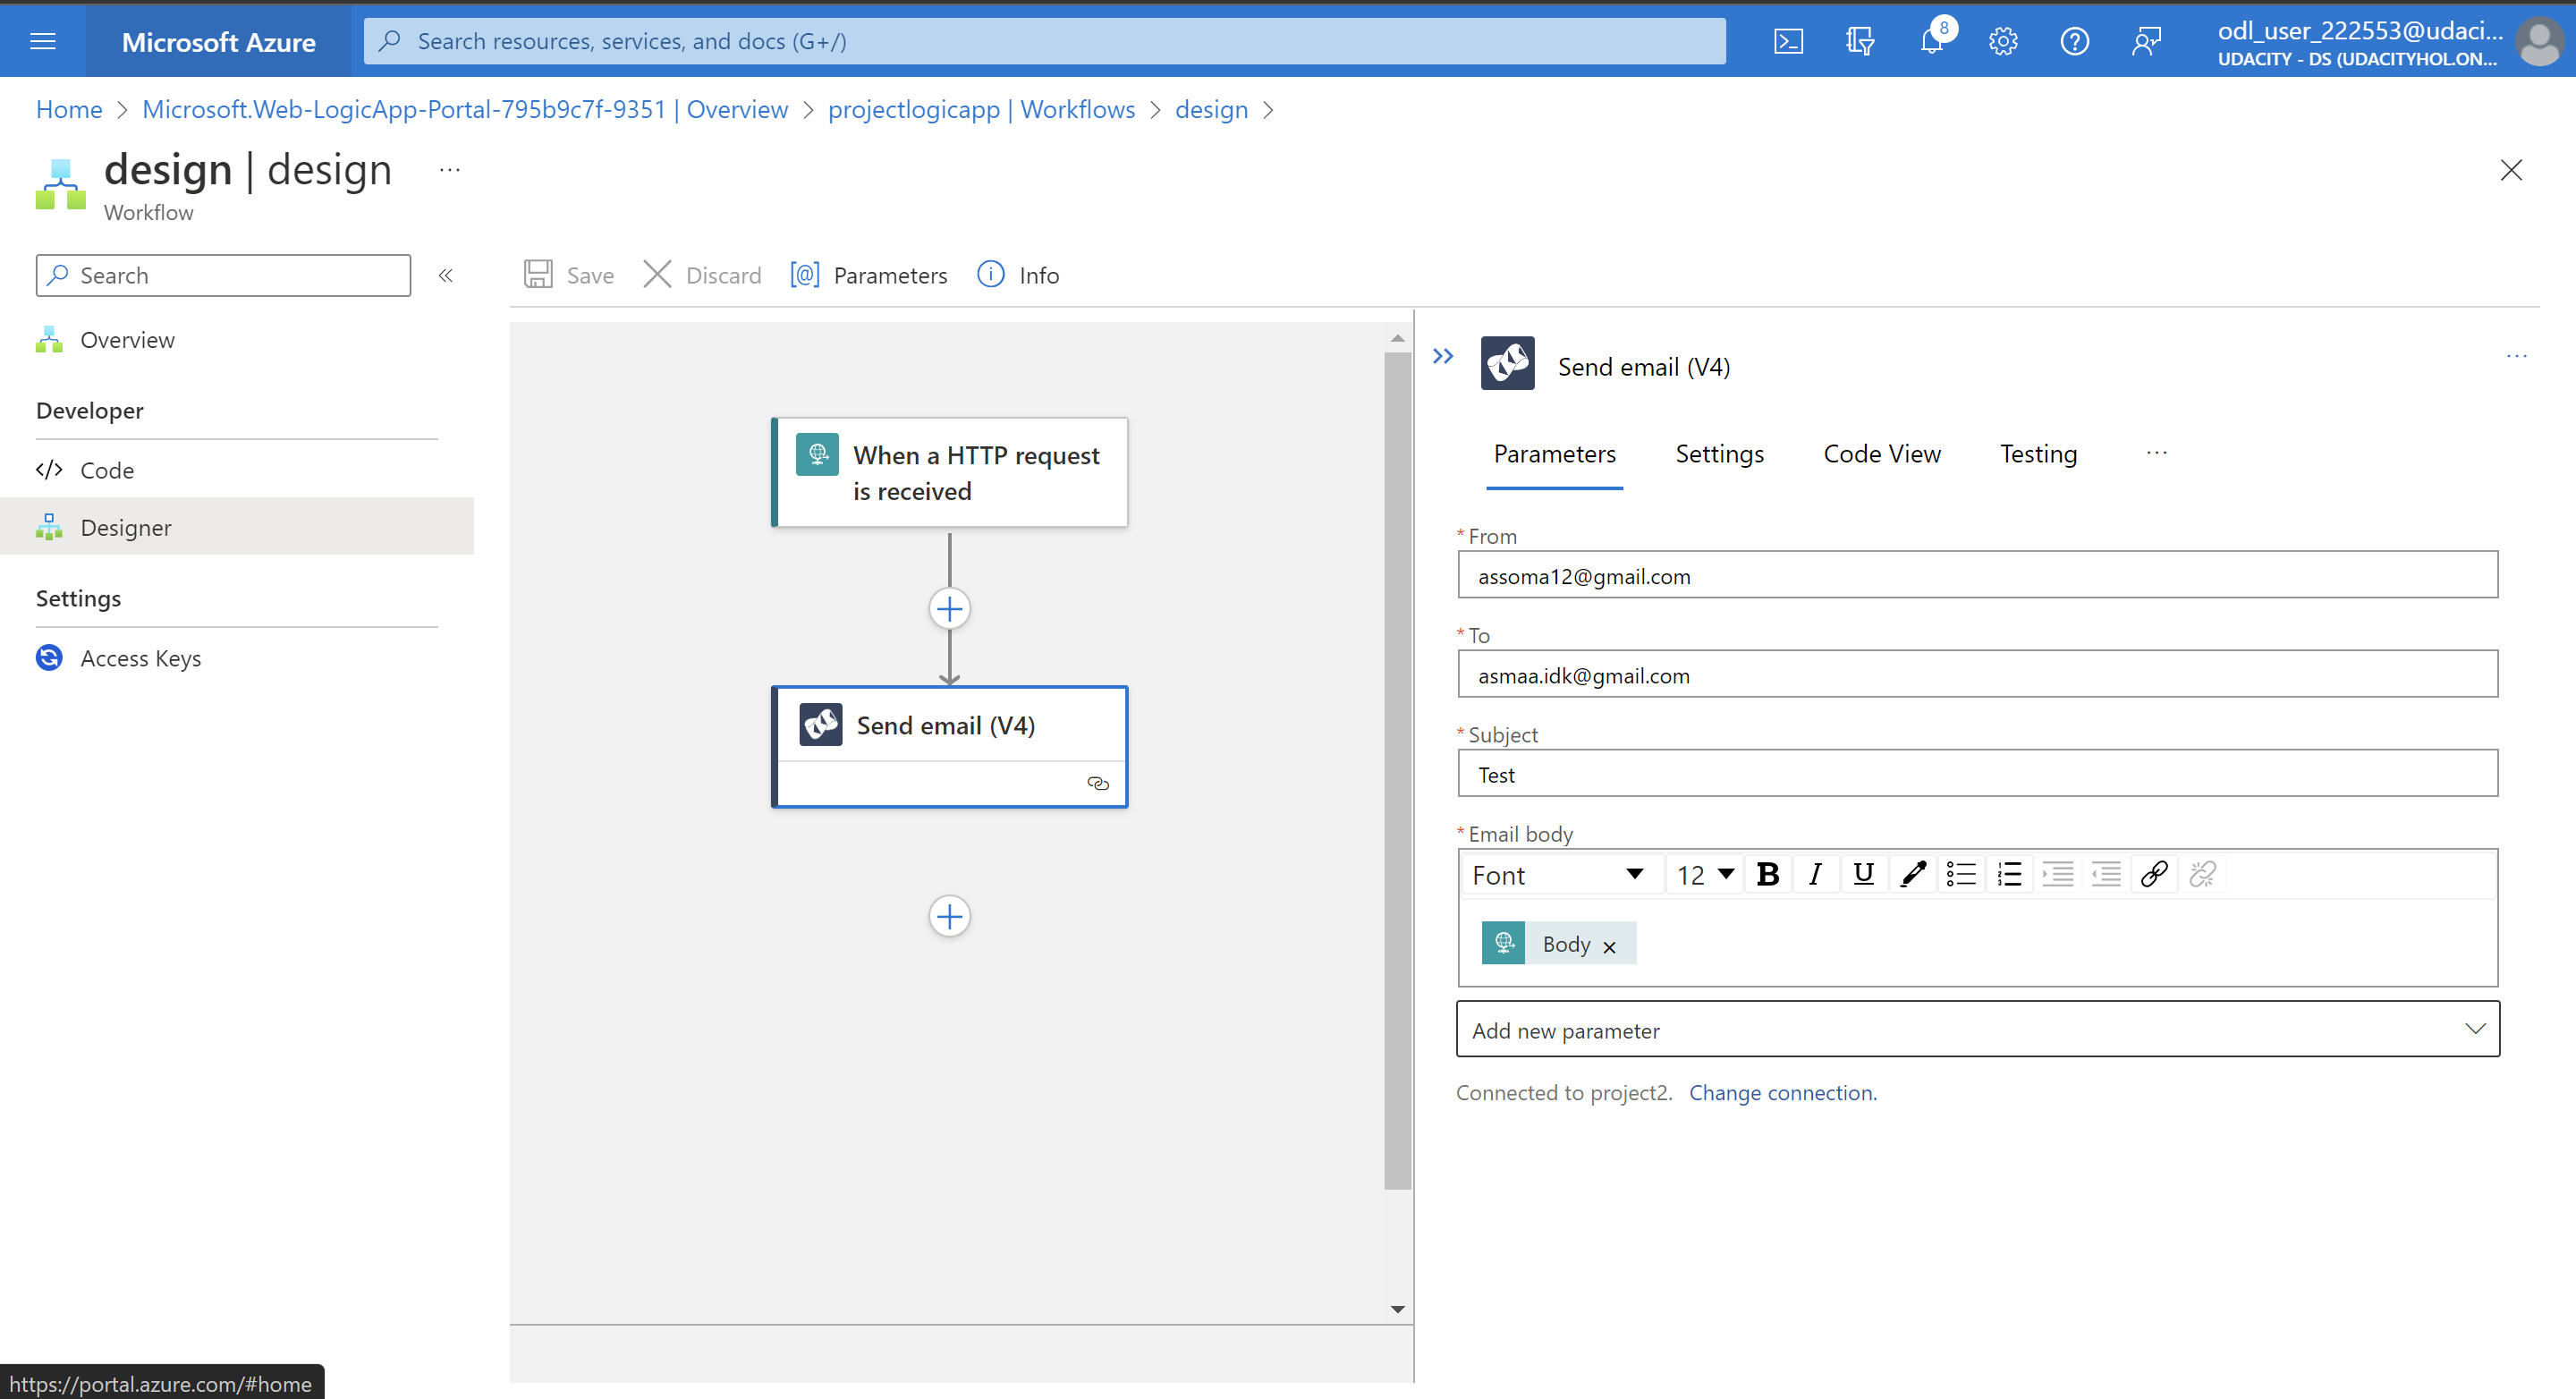 Microsoft Azure
Search resources, services, and docs (G+/)
8
odl_user_222553@udaci...
UDACITY - DS (UDACITYHOL.ON...
Home > Microsoft.Web-LogicApp-Portal-795b9c7f-9351 | Overview > projectlogicapp | Workflows > design >
design | design ...
Workflow
Search «
Save Discard [@] Parameters Info
Overview
Developer
</> Code
Designer
Settings
Access Keys
When a HTTP request
is received
Send email (V4)
Send email (V4) ...
Parameters Settings Code View Testing ...
* From
assoma12@gmail.com
* To
asmaa.idk@gmail.com
* Subject
Test
* Email body
Font 12 B I U
Body ×
Add new parameter
Connected to project2. Change connection.
https://portal.azure.com/#home